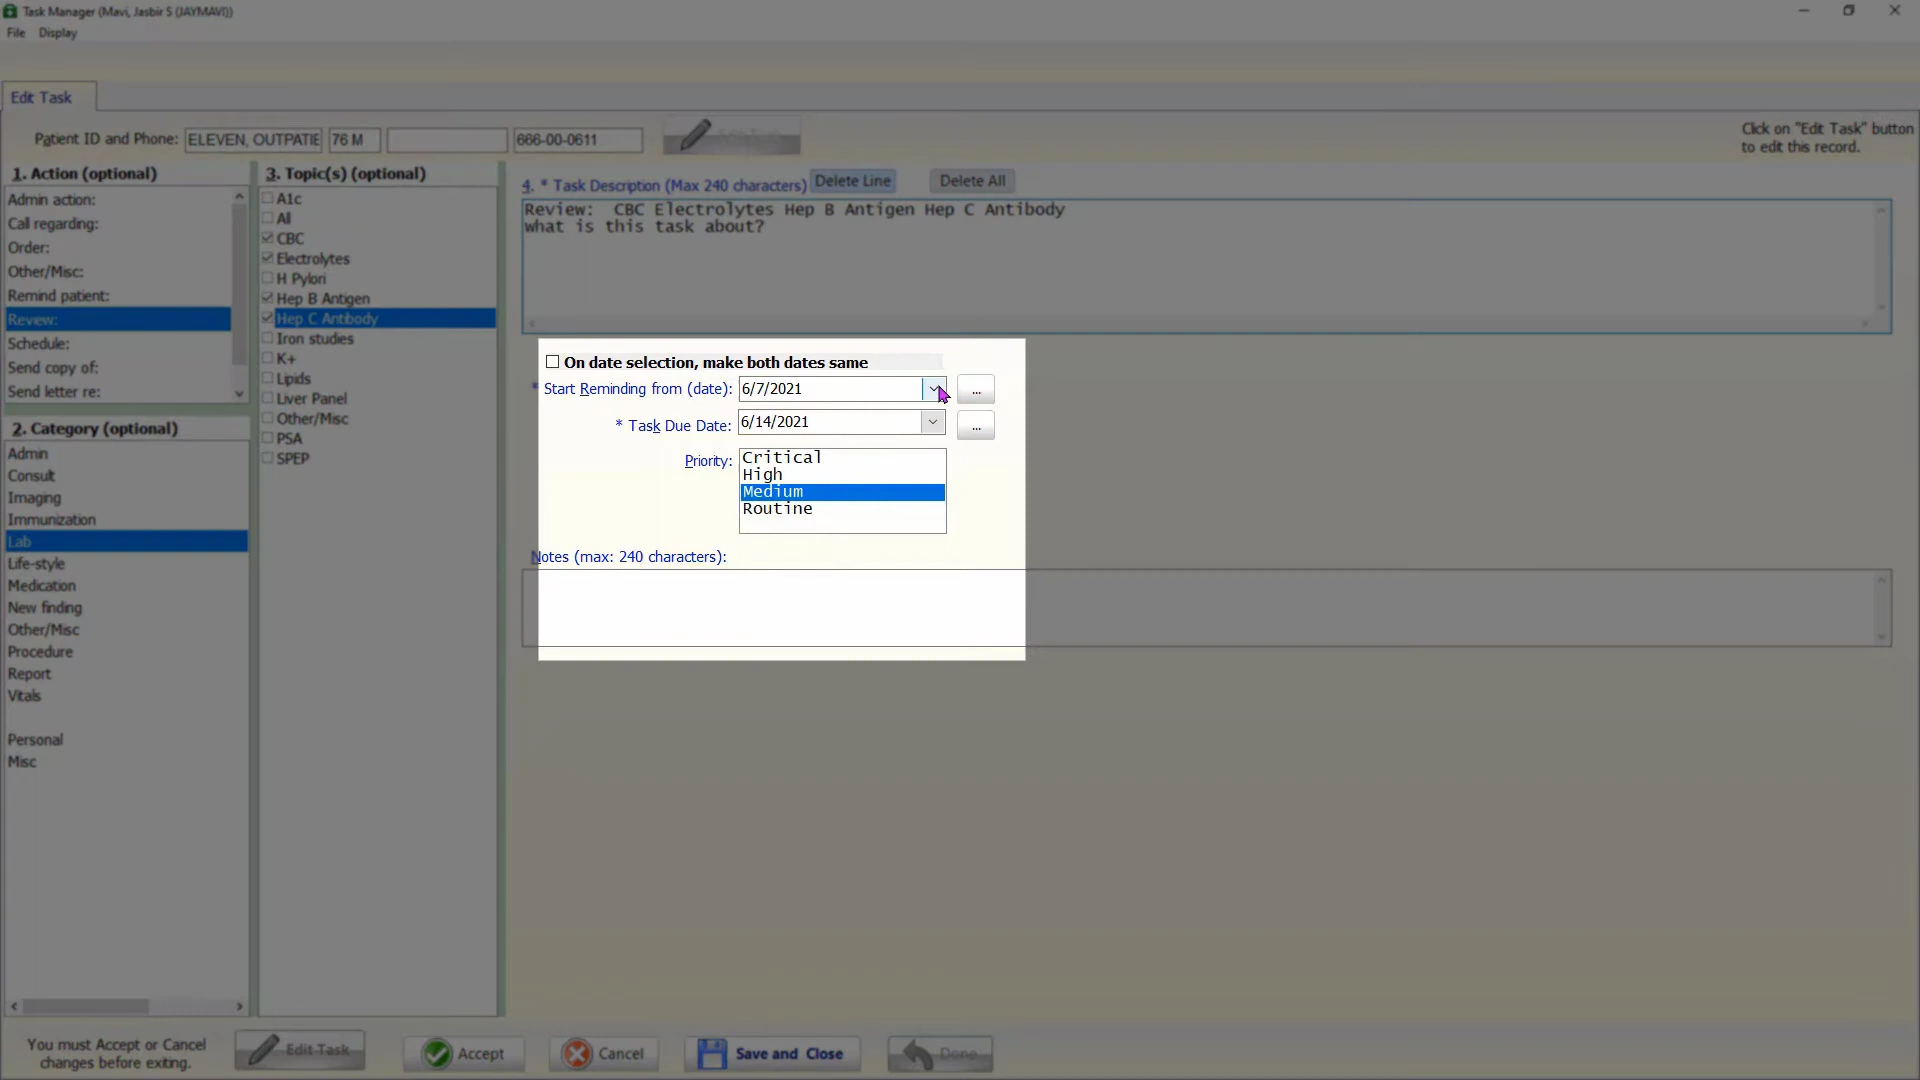 Task Manager (Mavi, Jasbir S (JAYMAVI))
File Display
Edit Task
Patient ID and Phone: ELEVEN, OUTPATIE 76 M 666-00-0611
Click on "Edit Task" button
to edit this record.
1. Action (optional)
Admin action:
Call regarding:
Order:
Other/Misc:
Remind patient:
Review:
Schedule:
Send copy of:
Send letter re:
2. Category (optional)
Admin
Consult
Imaging
Immunization
Lab
Life-style
Medication
New finding
Other/Misc
Procedure
Report
Vitals
Personal
Misc
3. Topic(s) (optional)
A1c
All
CBC
Electrolytes
H Pylori
Hep B Antigen
Hep C Antibody
Iron studies
K+
Lipids
Liver Panel
Other/Misc
PSA
SPEP
4. * Task Description (Max 240 characters) Delete Line Delete All
Review: CBC Electrolytes Hep B Antigen Hep C Antibody
what is this task about?
On date selection, make both dates same
* Start Reminding from (date): 6/7/2021 ...
* Task Due Date: 6/14/2021 ...
Priority:
Critical
High
Medium
Routine
Notes (max: 240 characters):
You must Accept or Cancel
changes before exiting.
Edit Task
Accept
Cancel
Save and Close
Done